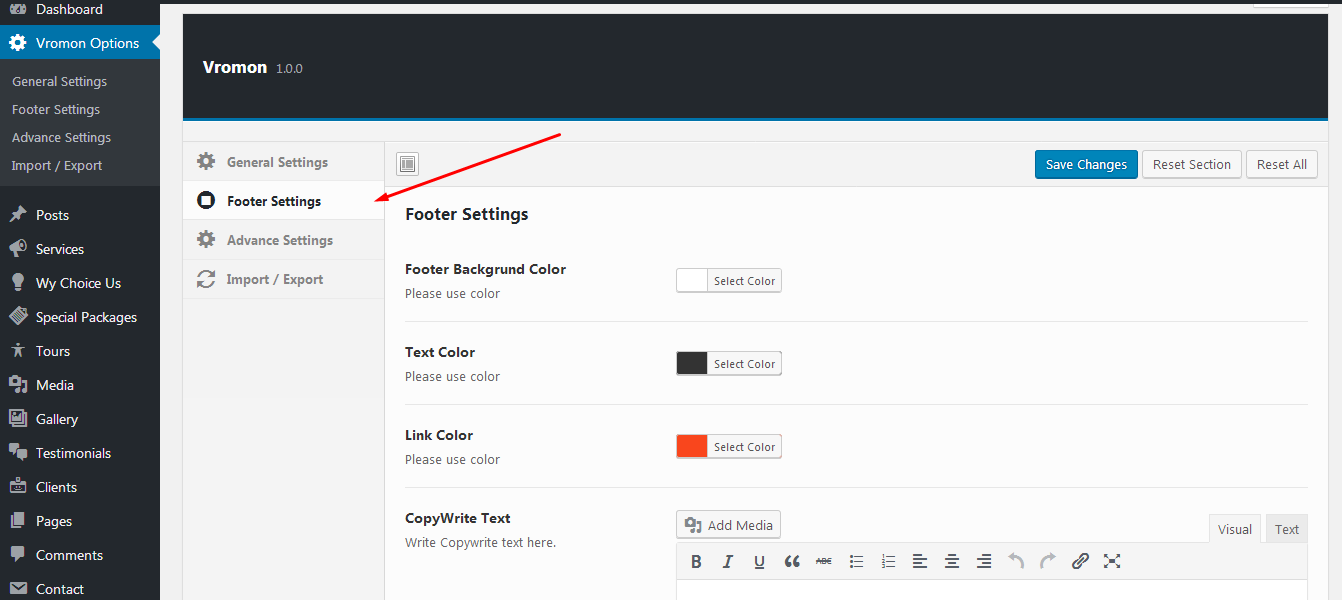 Dashboard
Vromon Options
General Settings
Footer Settings
Advance Settings
Import / Export
Posts
Services
Wy Choice Us
Special Packages
Tours
Media
Gallery
Testimonials
Clients
Pages
Comments
Contact
Vromon 1.0.0
General Settings
Footer Settings
Advance Settings
Import / Export
Save Changes Reset Section Reset All
Footer Settings
Footer Backgrund Color
Please use color
Select Color
Text Color
Please use color
Select Color
Link Color
Please use color
Select Color
CopyWrite Text
Write Copywrite text here.
Add Media
Visual Text
B I U ABC